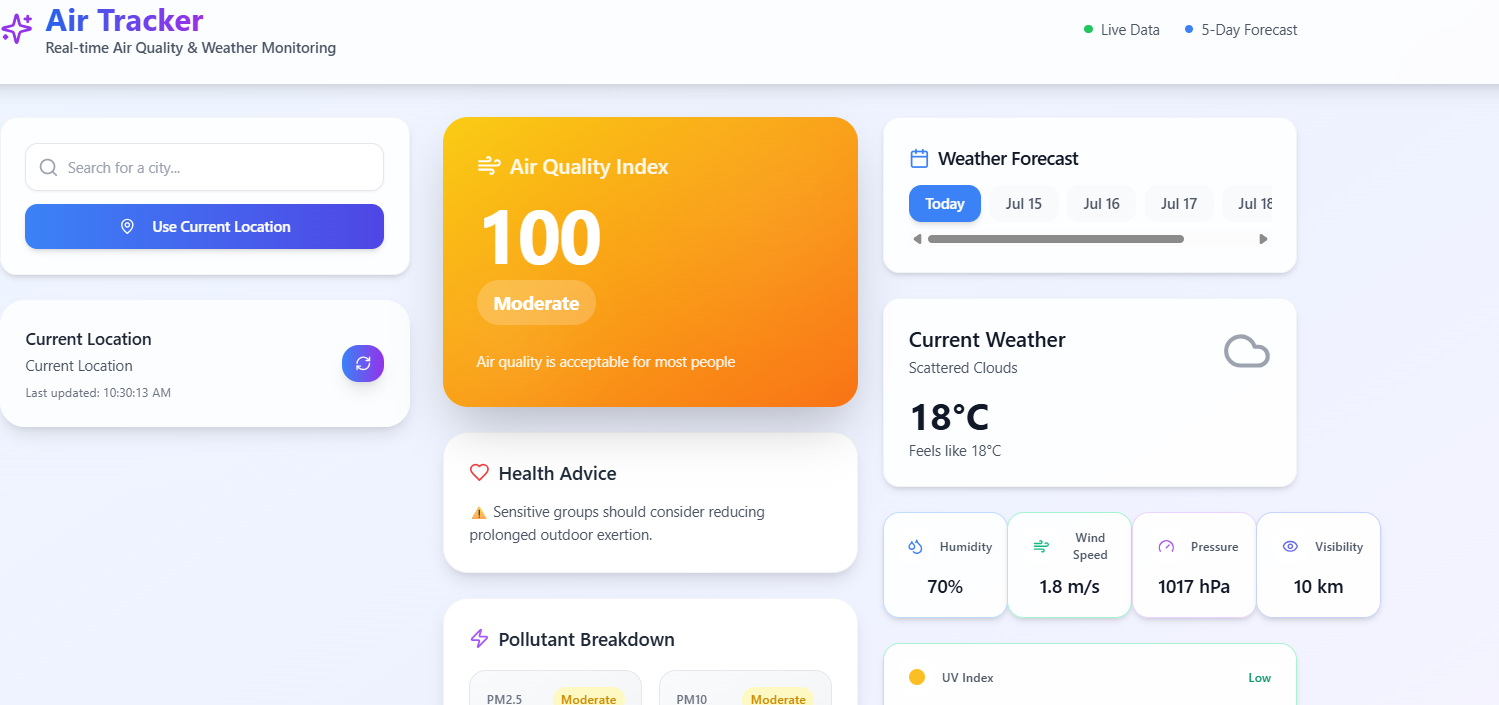 Air Tracker
Real-time Air Quality & Weather Monitoring
Live Data
5-Day Forecast
Search for a city...
Use Current Location
Current Location
Current Location
Last updated: 10:30:13 AM
Air Quality Index
100
Moderate
Air quality is acceptable for most people
Health Advice
⚠️ Sensitive groups should consider reducing
prolonged outdoor exertion.
Pollutant Breakdown
PM2.5
Moderate
PM10
Moderate
Weather Forecast
Today
Jul 15
Jul 16
Jul 17
Jul 18
Current Weather
Scattered Clouds
18°C
Feels like 18°C
Humidity
70%
Wind
Speed
1.8 m/s
Pressure
1017 hPa
Visibility
10 km
UV Index
Low